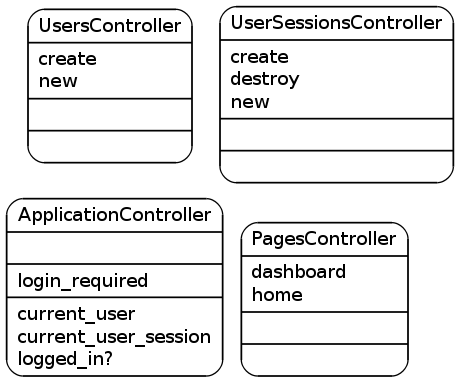 UsersController
create
new
UserSessionsController
create
destroy
new
ApplicationController
login_required
current_user
current_user_session
logged_in?
PagesController
dashboard
home